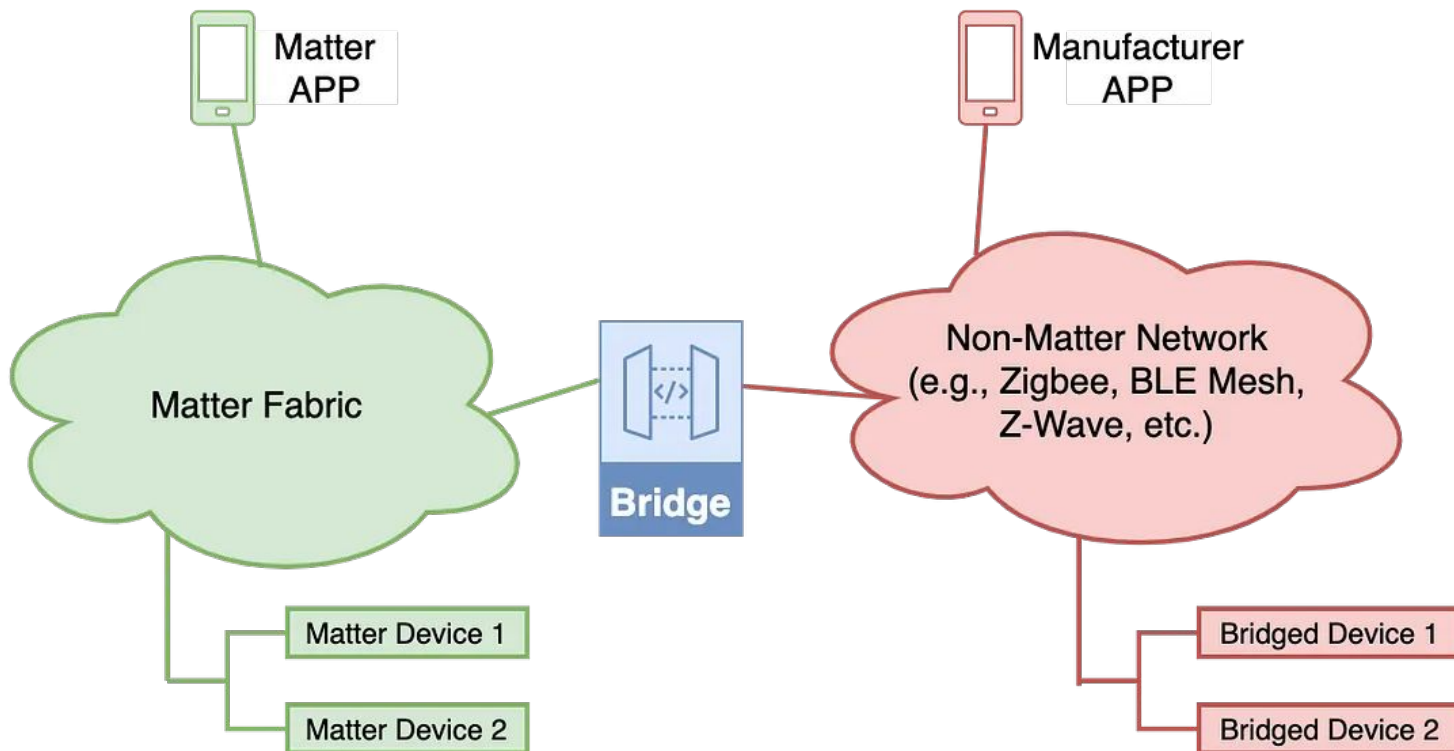 Matter
APP
Manufacturer
APP
Matter Fabric
Non-Matter Network
(e.g., Zigbee, BLE Mesh,
Z-Wave, etc.)
</>
Bridge
Matter Device 1
Matter Device 2
Bridged Device 1
Bridged Device 2